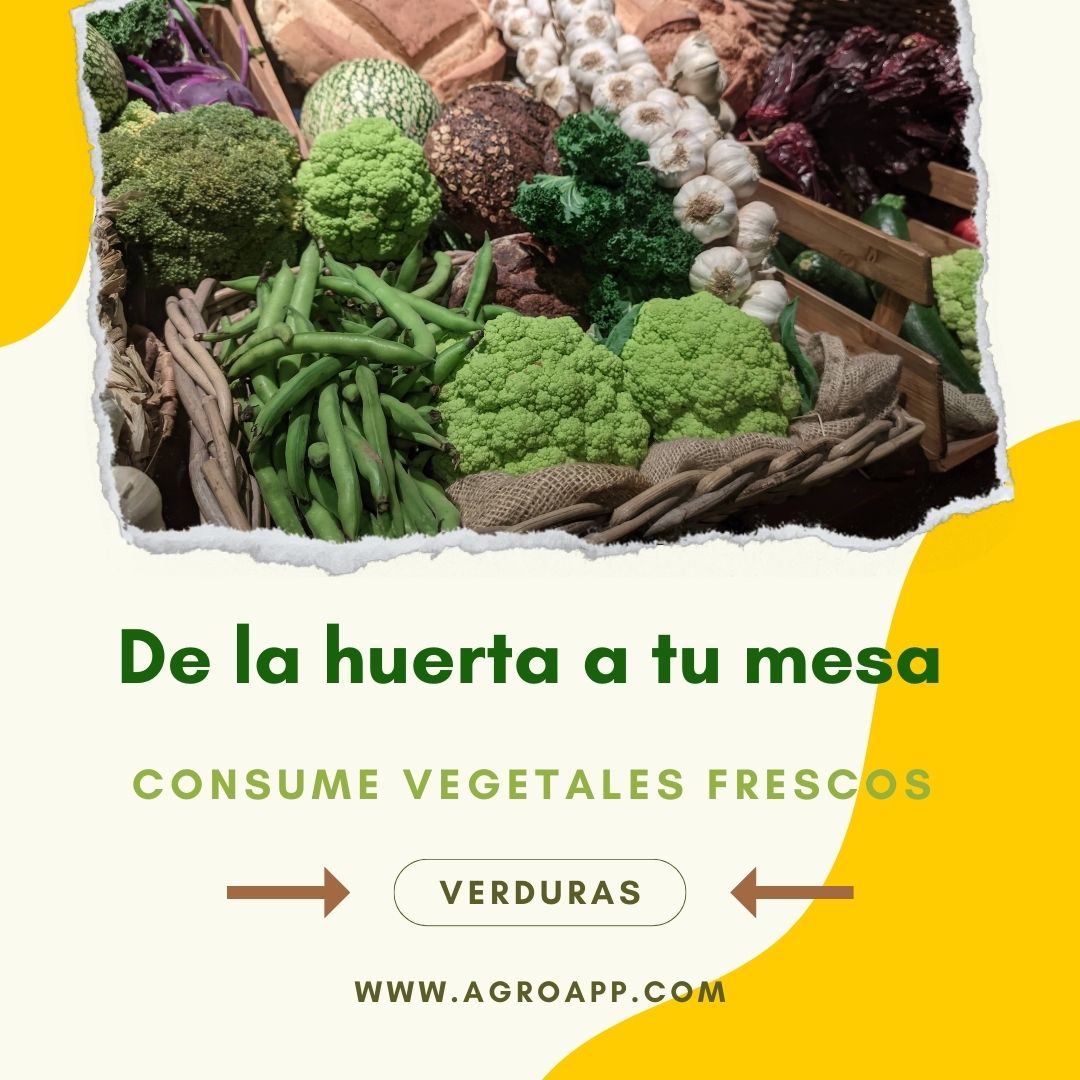 De la huerta a tu mesa
CONSUME VEGETALES FRESCOS
VERDURAS
WWW.AGROAPP.COM